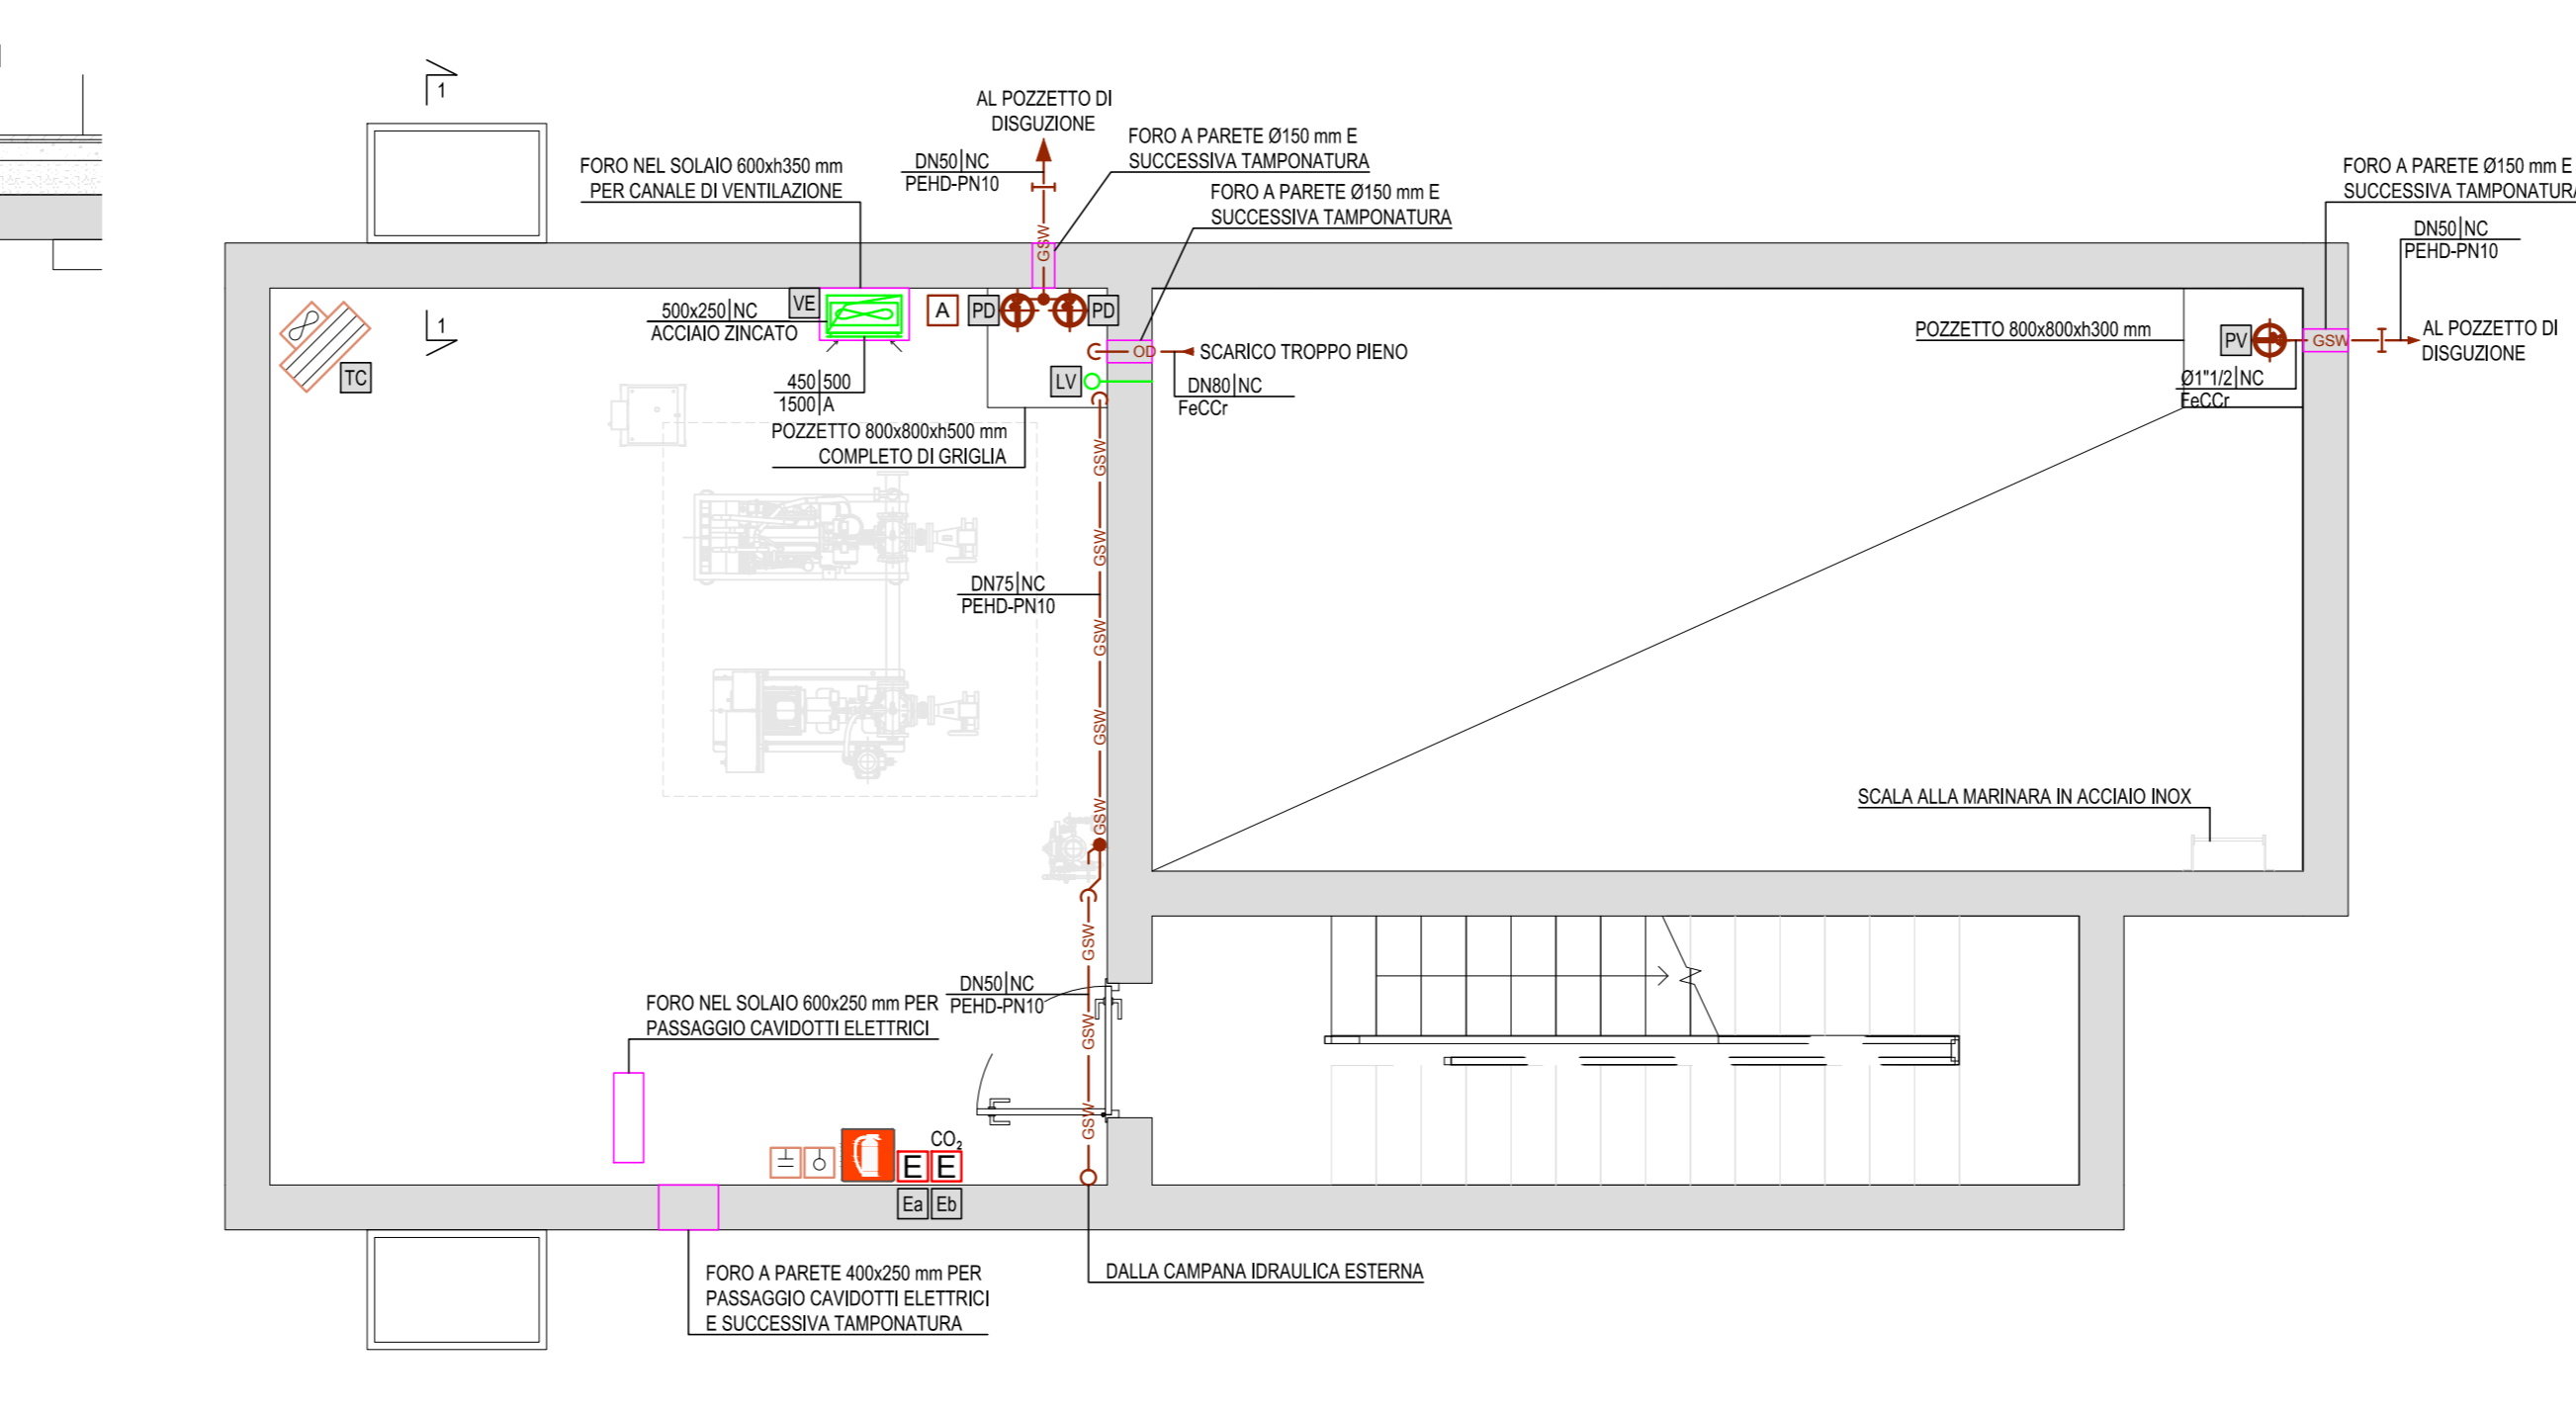 1
AL POZZETTO DI
DISGUZIONE
FORO A PARETE Ø150 mm E
SUCCESSIVA TAMPONATURA
FORO NEL SOLAIO 600xh350 mm
PER CANALE DI VENTILAZIONE
DN50|NC
PEHD-PN10
FORO A PARETE Ø150 mm E
SUCCESSIVA TAMPONATURA
FORO A PARETE Ø150 mm E
SUCCESSIVA TAMPONATURA
DN50|NC
PEHD-PN10
GSW
1
500x250|NC
ACCIAIO ZINCATO
VE
A
PD
PD
OD
SCARICO TROPPO PIENO
POZZETTO 800x800xh300 mm
PV
GSW
AL POZZETTO DI
DISGUZIONE
TC
450|500
1500|A
LV
DN80|NC
FeCCr
Ø1"1/2|NC
FeCCr
POZZETTO 800x800xh500 mm
COMPLETO DI GRIGLIA
GSW
GSW
DN75|NC
PEHD-PN10
GSW
GSW
GSW
SCALA ALLA MARINARA IN ACCIAIO INOX
GSW
DN50|NC
PEHD-PN10
FORO NEL SOLAIO 600x250 mm PER
PASSAGGIO CAVIDOTTI ELETTRICI
GSW
GSW
CO₂
E
E
Ea
Eb
FORO A PARETE 400x250 mm PER
PASSAGGIO CAVIDOTTI ELETTRICI
E SUCCESSIVA TAMPONATURA
DALLA CAMPANA IDRAULICA ESTERNA